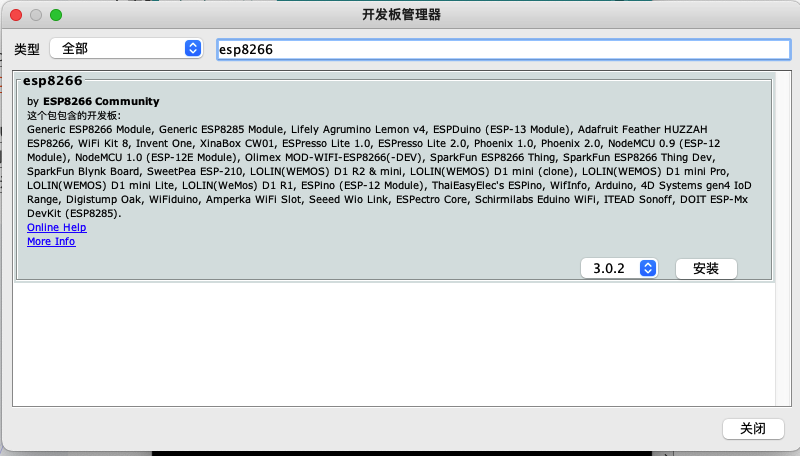 开发板管理器
类型 全部 esp8266
esp8266
by ESP8266 Community
这个包包含的开发板:
Generic ESP8266 Module, Generic ESP8285 Module, Lifely Agrumino Lemon v4, ESPDuino (ESP-13 Module), Adafruit Feather HUZZAH
ESP8266, WiFi Kit 8, Invent One, XinaBox CW01, ESPresso Lite 1.0, ESPresso Lite 2.0, Phoenix 1.0, Phoenix 2.0, NodeMCU 0.9 (ESP-12
Module), NodeMCU 1.0 (ESP-12E Module), Olimex MOD-WIFI-ESP8266(-DEV), SparkFun ESP8266 Thing, SparkFun ESP8266 Thing Dev,
SparkFun Blynk Board, SweetPea ESP-210, LOLIN(WEMOS) D1 R2 & mini, LOLIN(WEMOS) D1 mini (clone), LOLIN(WEMOS) D1 mini Pro,
LOLIN(WEMOS) D1 mini Lite, LOLIN(WeMos) D1 R1, ESPino (ESP-12 Module), ThaiEasyElec's ESPino, WifInfo, Arduino, 4D Systems gen4 IoD
Range, Digistump Oak, WiFiduino, Amperka WiFi Slot, Seeed Wio Link, ESPectro Core, Schirmilabs Eduino WiFi, ITEAD Sonoff, DOIT ESP-Mx
DevKit (ESP8285).
Online Help
More Info
3.0.2 安装
关闭